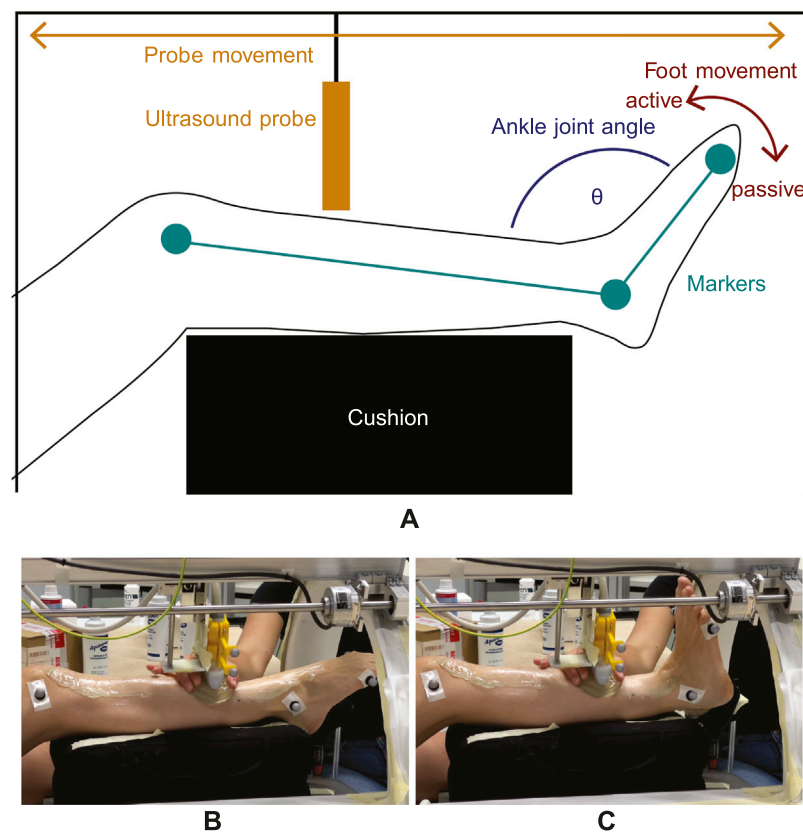 Probe movement
Foot movement
active
Ultrasound probe
Ankle joint angle
passive
θ
Markers
Cushion
A
B
C